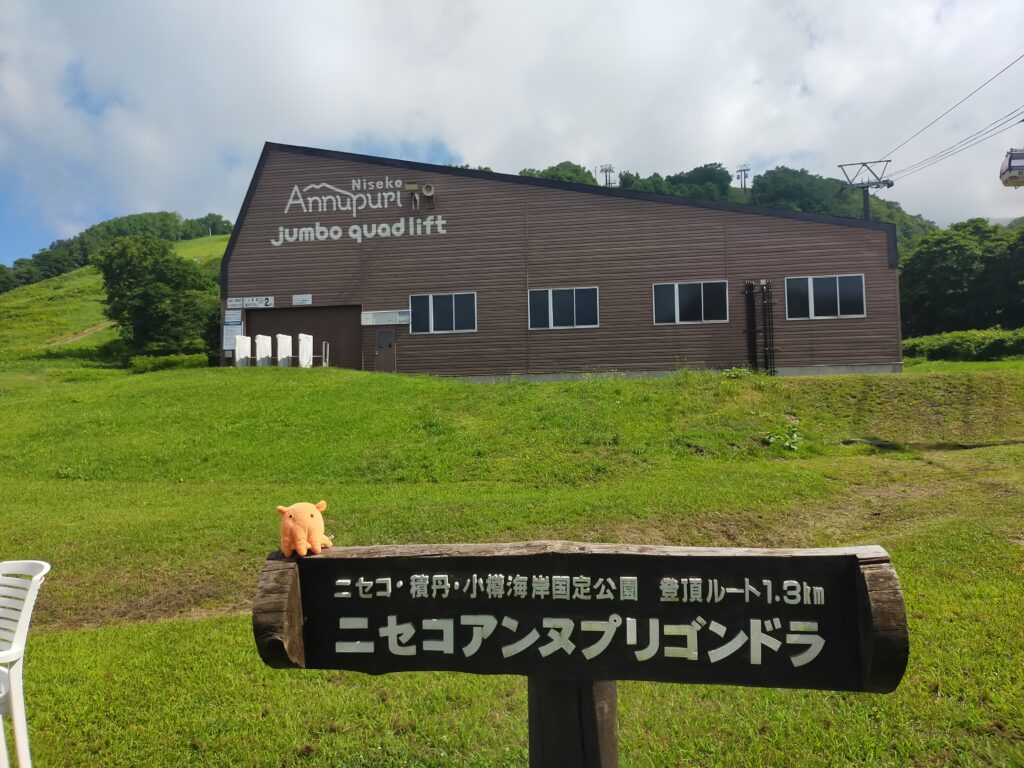 Niseko
Annupuri
jumbo quad lift
ニセコ・積丹・小樽海岸国定公園 登頂ルート1.3km
ニセコアンヌプリゴンドラ